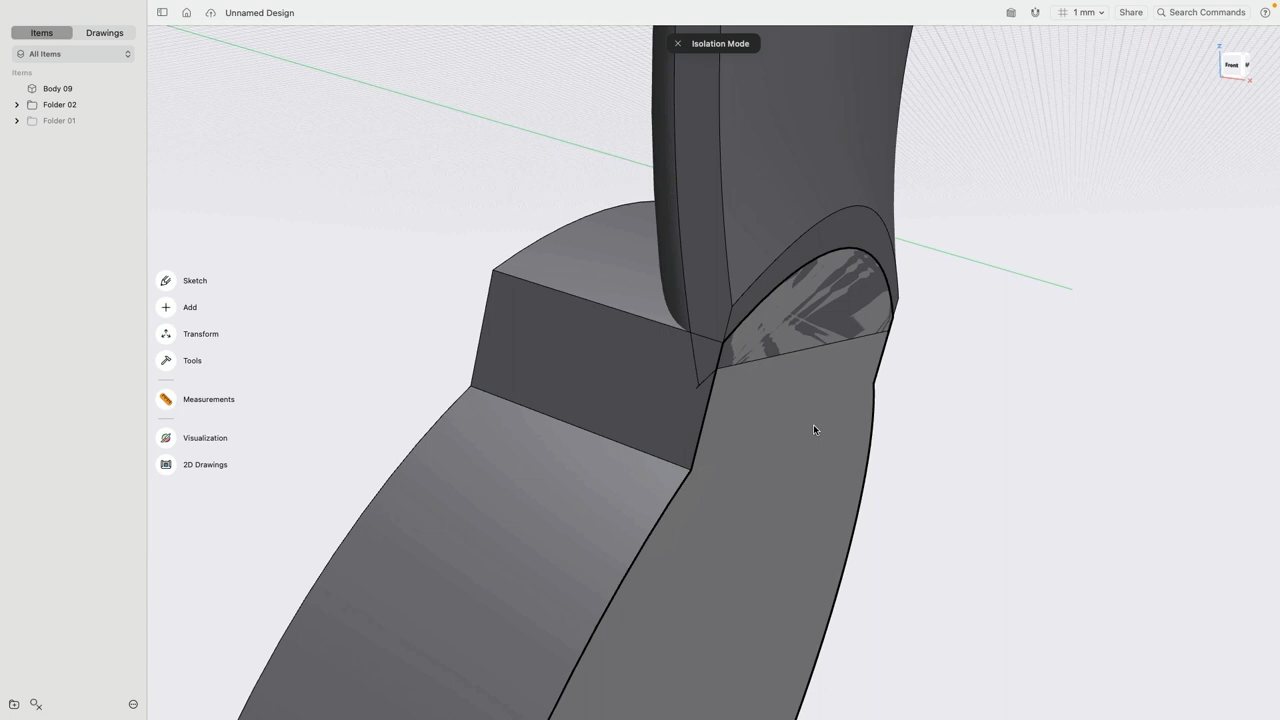 Unnamed Design
1 mm
Share
Search Commands
Items
Drawings
All Items
Isolation Mode
Items
Body 09
Folder 02
Folder 01
Z
Front
X
Sketch
Add
Transform
Tools
Measurements
Visualization
2D Drawings